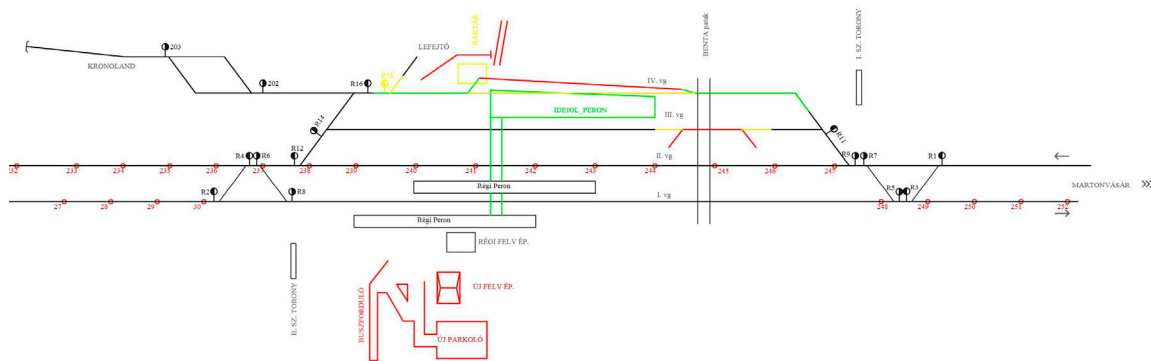 203
KRONOLAND
202
R16
R18
LEFEJTŐ
RAKTÁR
BENTA patak
I. SZ. TORONY
IV. vg
IDEIGL_PERON
R14
III. vg
R11
R4
R6
R12
II. vg
R9
R7
R1
232
233
234
235
236
237
238
239
240
241
242
243
244
245
246
247
R2
R8
Régi Peron
I. vg
R5
R3
MARTONVÁSÁR
27
28
29
30
248
249
250
251
252
Régi Peron
RÉGI FELV ÉP.
II. SZ. TORONY
BUSZFORDULÓ
ÚJ FELV ÉP.
ÚJ PARKOLÓ